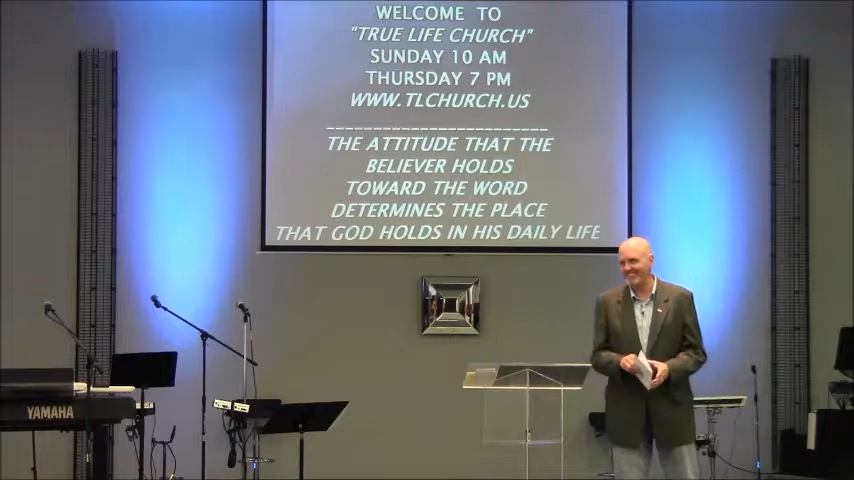 WELCOME TO
"TRUE LIFE CHURCH"
SUNDAY 10 AM
THURSDAY 7 PM
WWW.TLCHURCH.US
THE ATTITUDE THAT THE
BELIEVER HOLDS
TOWARD THE WORD
DETERMINES THE PLACE
THAT GOD HOLDS IN HIS DAILY LIFE
YAMAHA